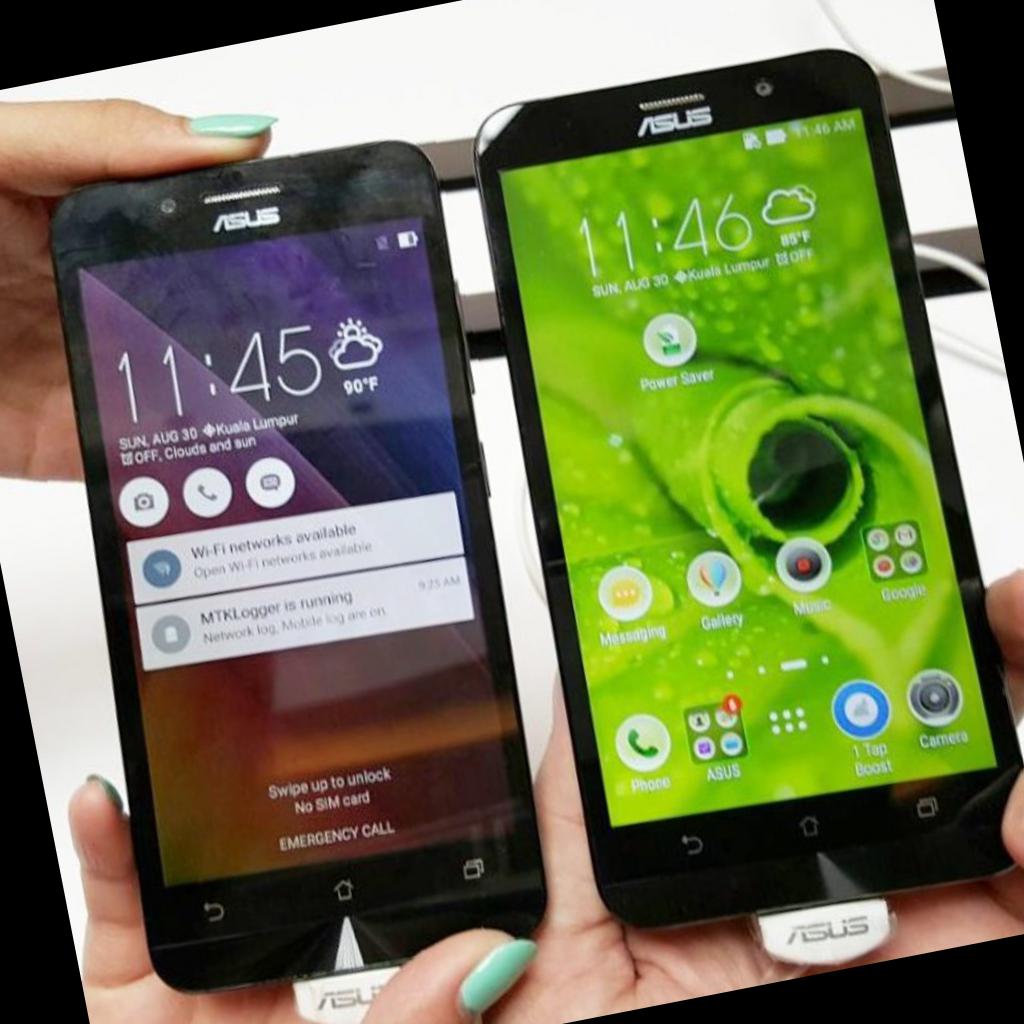 ASUS
11:45
90°F
SUN, AUG 30 Kuala Lumpur
OFF, Clouds and sun
Wi-Fi networks available
Open Wi-Fi networks available
MTKLogger is running 9:25 AM
Network log, Mobile log are on
Swipe up to unlock
No SIM card
EMERGENCY CALL
ASUS
ASUS
11:46 AM
11:46
85°F
SUN, AUG 30 Kuala Lumpur OFF
Power Saver
Messaging Gallery Music Google
Phone ASUS 1 Tap Boost Camera
ASUS